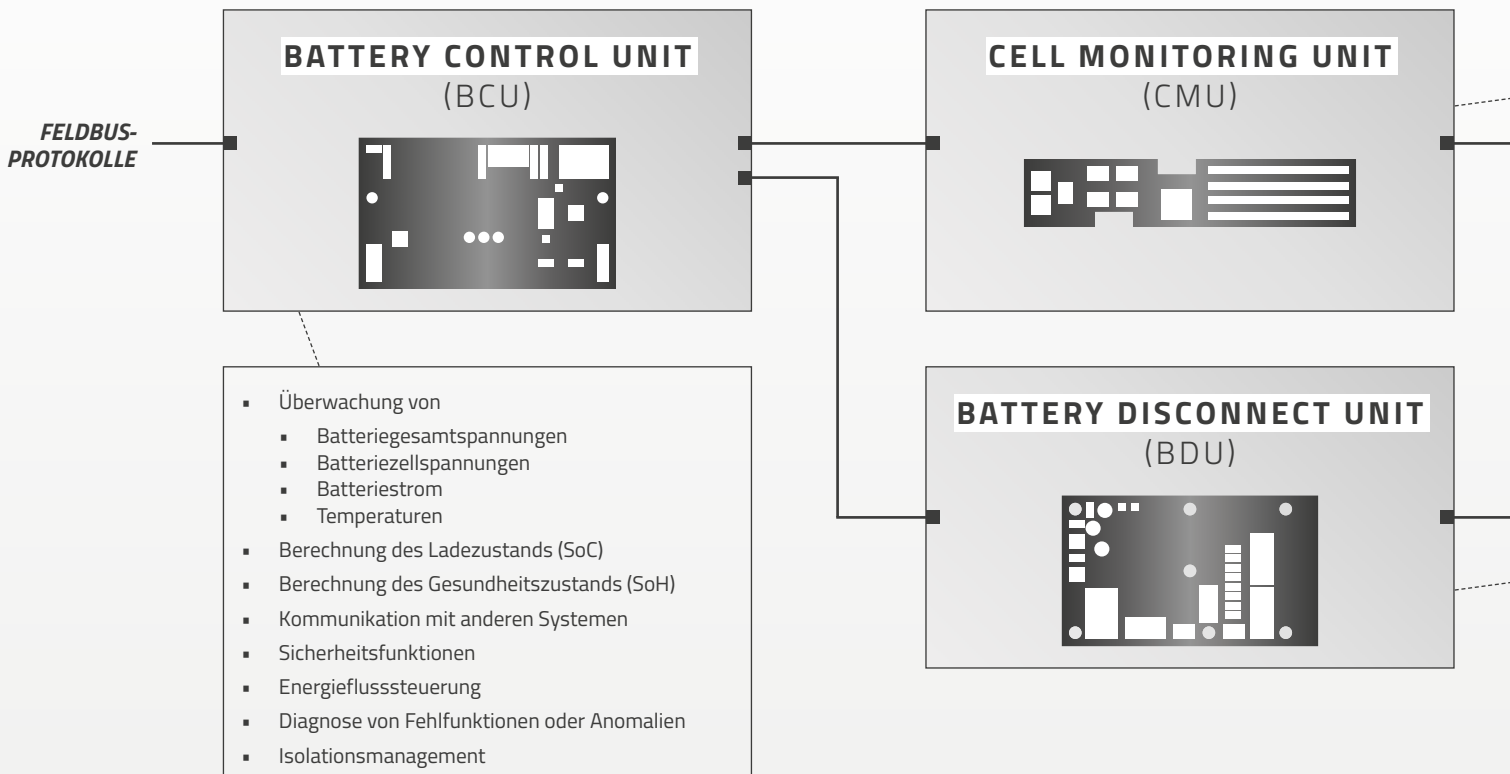 BATTERY CONTROL UNIT
(BCU)
CELL MONITORING UNIT
(CMU)
FELDBUS-
PROTOKOLLE
BATTERY DISCONNECT UNIT
(BDU)
Überwachung von
Batteriegesamtspannungen
Batteriezellspannungen
Batteriestrom
Temperaturen
Berechnung des Ladezustands (SoC)
Berechnung des Gesundheitszustands (SoH)
Kommunikation mit anderen Systemen
Sicherheitsfunktionen
Energieflusssteuerung
Diagnose von Fehlfunktionen oder Anomalien
Isolationsmanagement